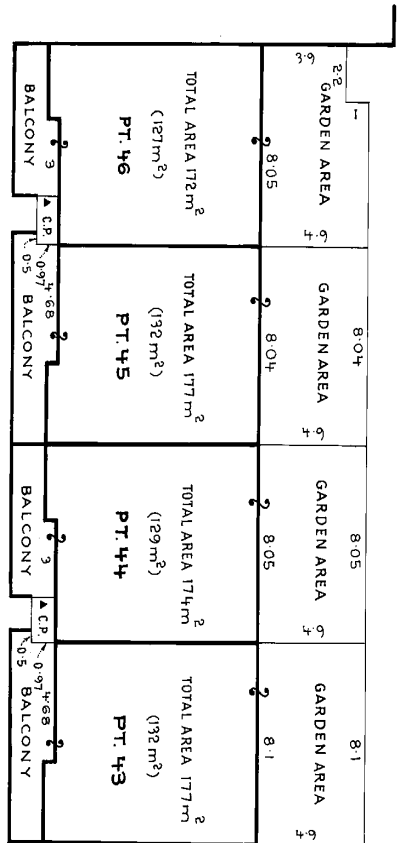 2·2
1
3·9
GARDEN AREA
4·9
8·04
GARDEN AREA
4·9
8·05
GARDEN AREA
4·9
8·1
GARDEN AREA
4·9
8·05
8·04
8·05
8·1
TOTAL AREA 172m²
(127m²)
PT. 46
TOTAL AREA 177m²
(132m²)
PT. 45
TOTAL AREA 174m²
(129m²)
PT. 44
TOTAL AREA 177m²
(132m²)
PT. 43
3
BALCONY
C.P.
0·97
0·5
4·68
BALCONY
3
BALCONY
C.P.
0·97
0·5
4·68
BALCONY